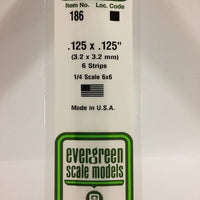 Item No. Loc. Code
186
.125 x .125"
(3.2 x 3.2 mm)
6 Strips
1/4 Scale 6x6
Made in U.S.A.
evergreen
scale models